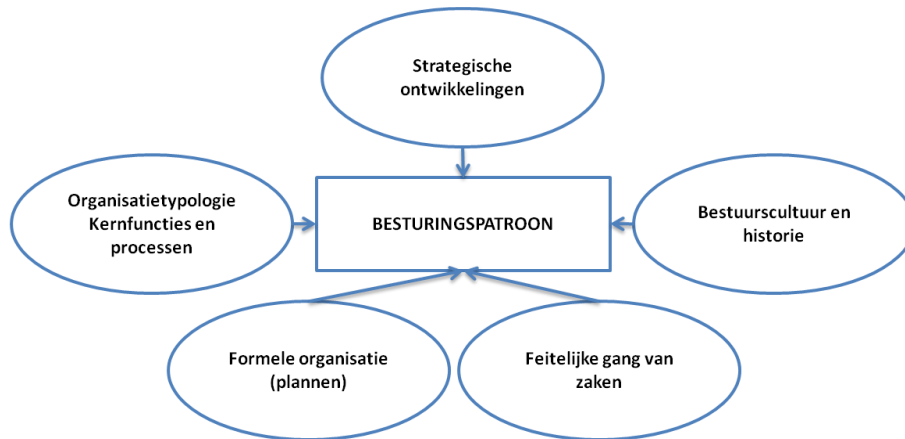 Strategische
ontwikkelingen
Organisatietypologie
Kernfuncties en
processen
BESTURINGSPATROON
Bestuurscultuur en
historie
Formele organisatie
(plannen)
Feitelijke gang van
zaken